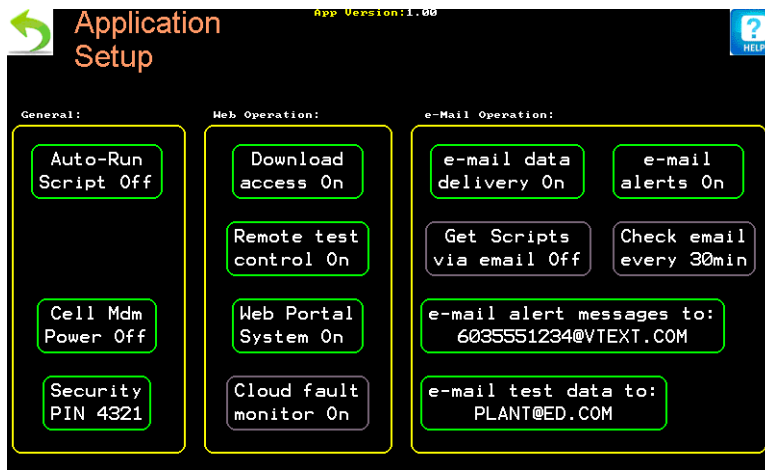 App Version:1.00
Application
Setup
HELP
?
General:
Web Operation:
e-Mail Operation:
Auto-Run
Script Off
Cell Mdm
Power Off
Security
PIN 4321
Download
access On
Remote test
control On
Web Portal
System On
Cloud fault
monitor On
e-mail data
delivery On
e-mail
alerts On
Get Scripts
via email Off
Check email
every 30min
e-mail alert messages to:
6035551234@VTEXT.COM
e-mail test data to:
PLANT@ED.COM